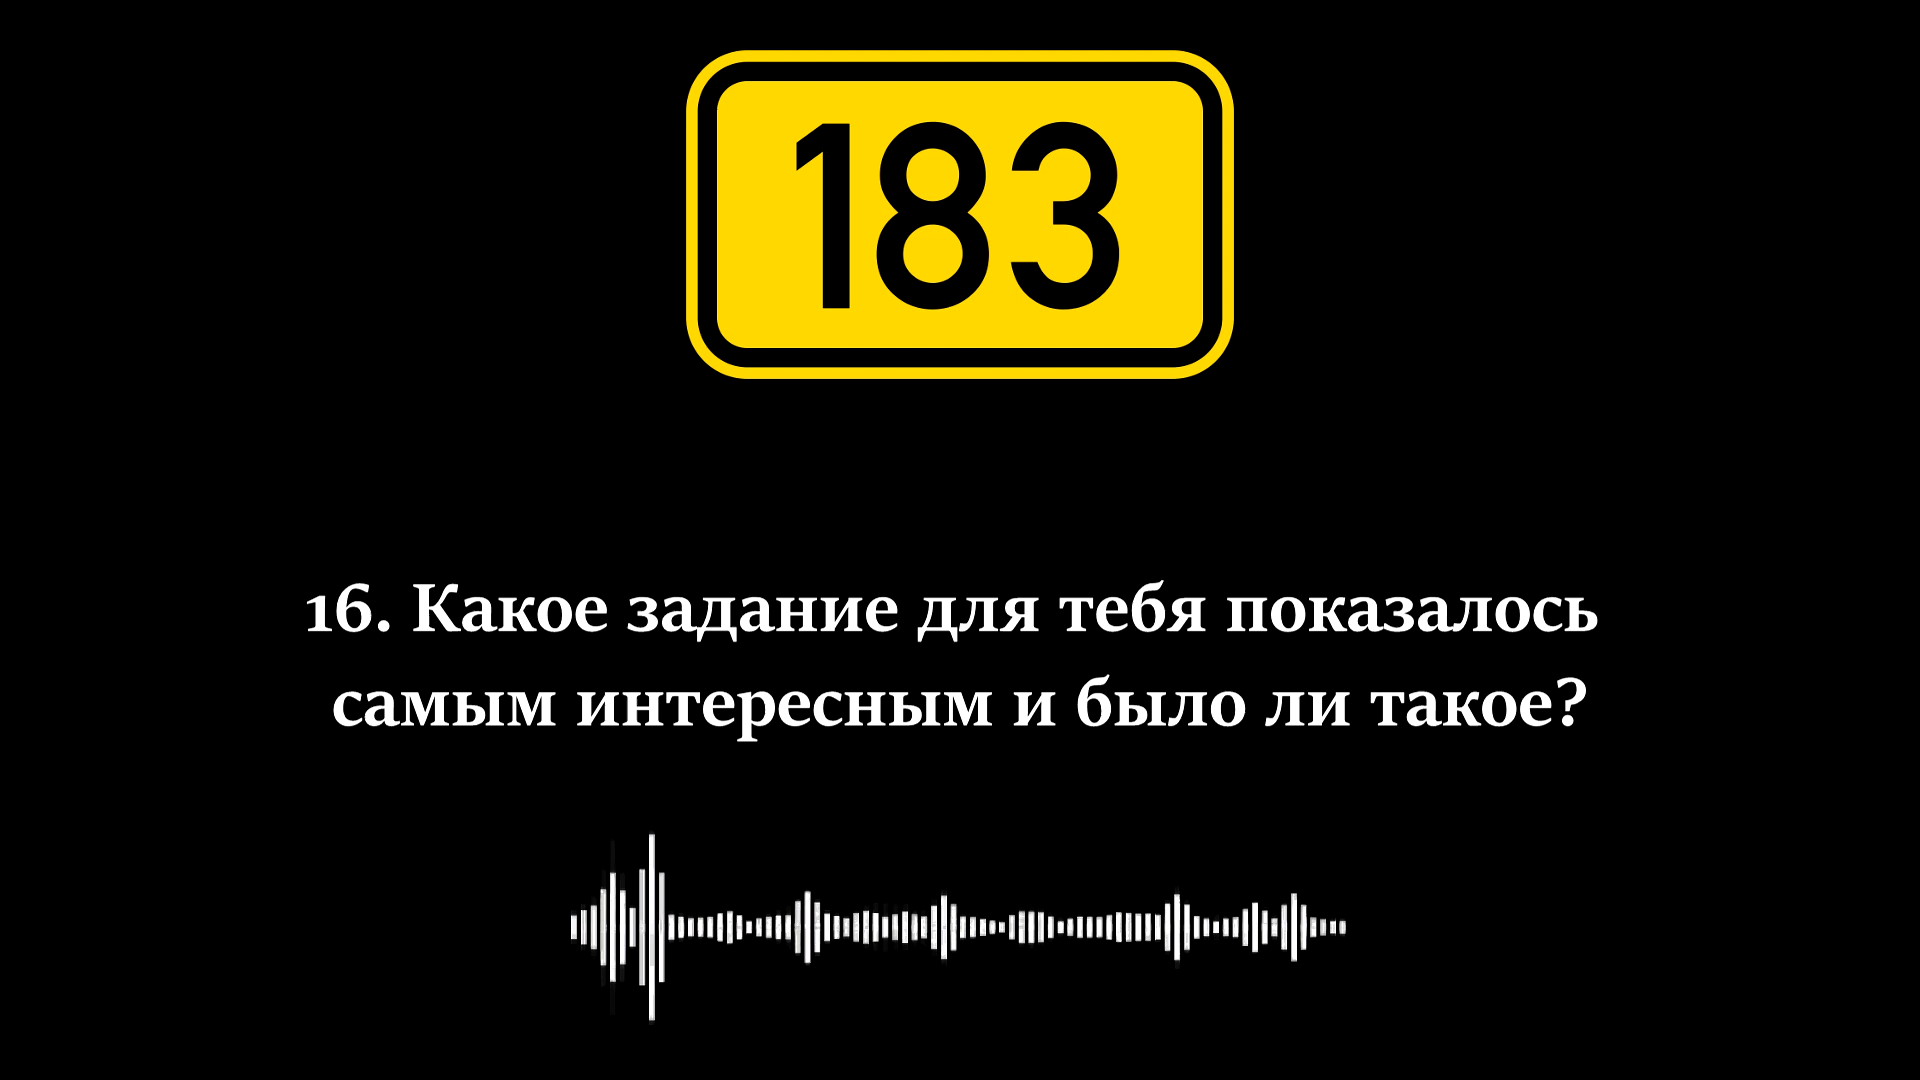 183
16. Какое задание для тебя показалось
самым интересным и было ли такое?